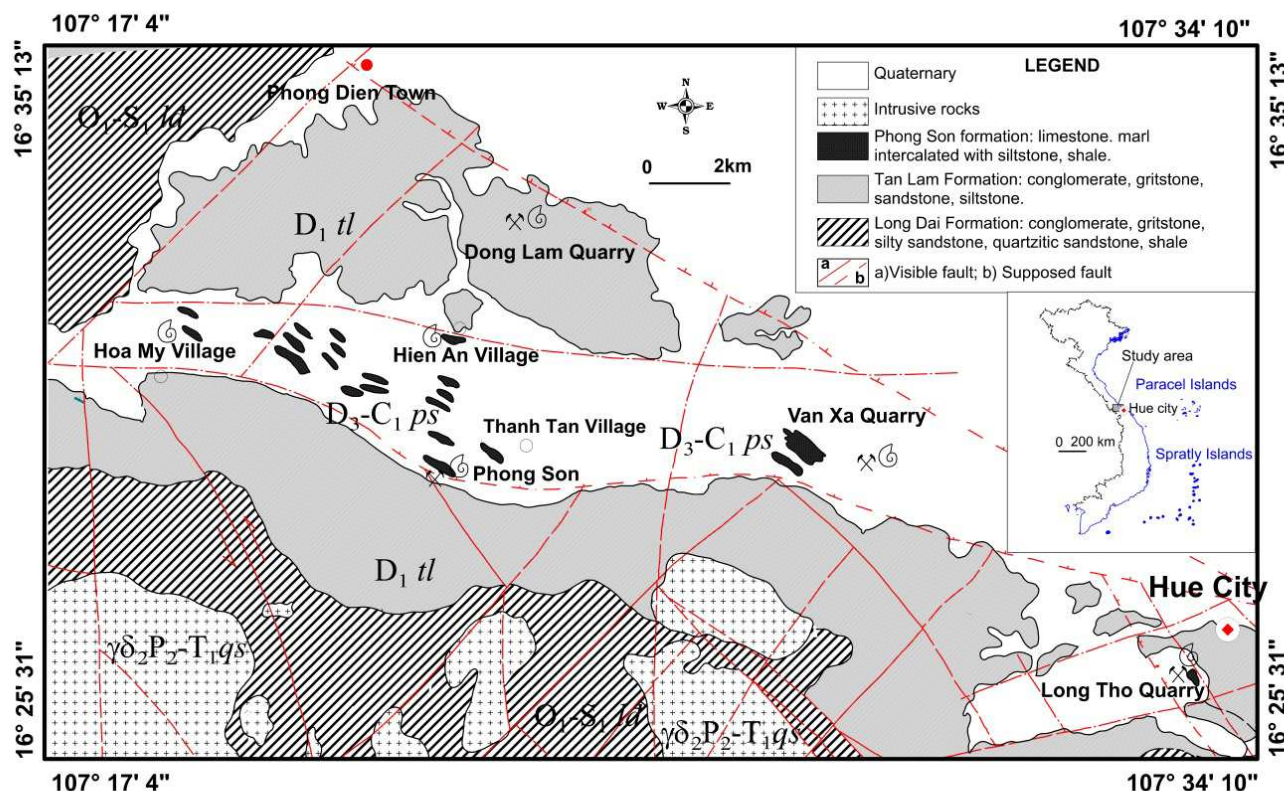 107° 17' 4"
107° 34' 10"
16° 35' 13"
16° 35' 13"
LEGEND
Quaternary
Intrusive rocks
Phong Son formation: limestone. marl
intercalated with siltstone, shale.
Tan Lam Formation: conglomerate, gritstone,
sandstone, siltstone.
Long Dai Formation: conglomerate, gritstone,
silty sandstone, quartzitic sandstone, shale
a
b
a)Visible fault; b) Supposed fault
N
W E
S
0 2km
Phong Dien Town
O₁-S₁ ld
D₁ tl
Dong Lam Quarry
Hoa My Village
Hien An Village
D₃-C₁ ps
Thanh Tan Village
Phong Son
D₃-C₁ ps
Van Xa Quarry
Study area
Paracel Islands
Hue city
0 200 km
Spratly Islands
D₁ tl
Hue City
γδ₂P₂-T₁qs
O₁-S₁ ld
γδ₂P₂-T₁qs
Long Tho Quarry
16° 25' 31"
16° 25' 31"
107° 17' 4"
107° 34' 10"